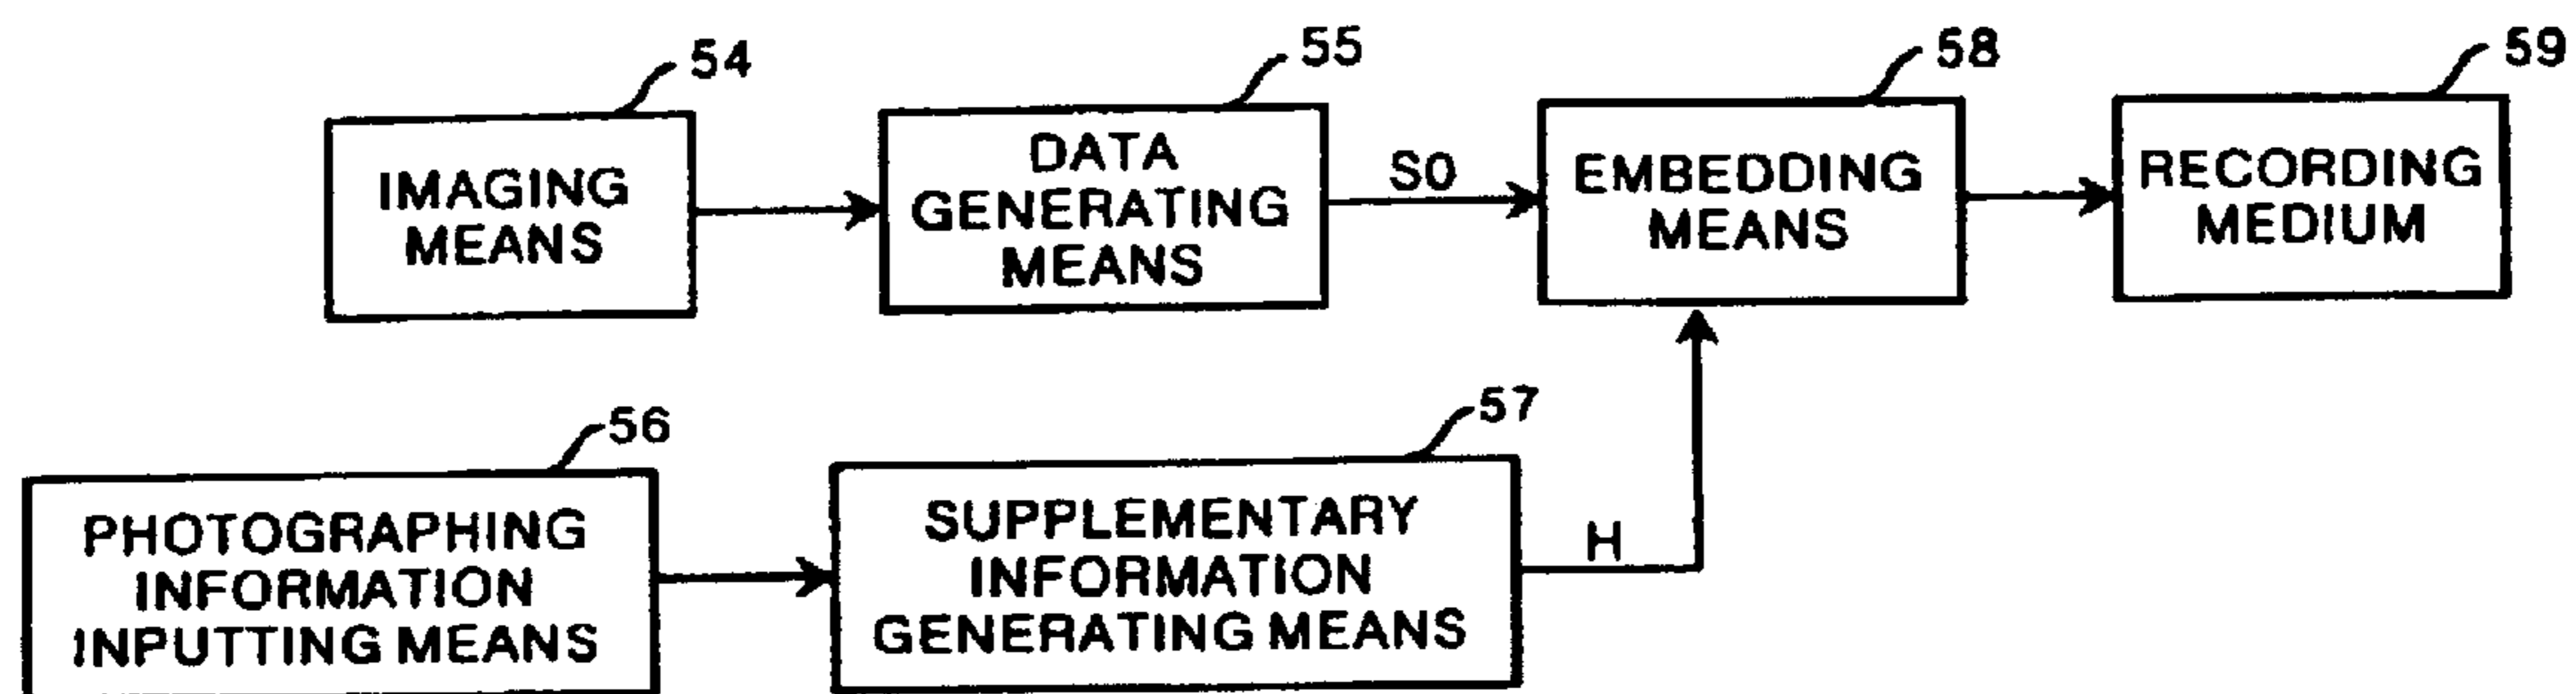 54
IMAGING
MEANS
55
DATA
GENERATING
MEANS
S0
58
EMBEDDING
MEANS
59
RECORDING
MEDIUM
56
PHOTOGRAPHING
INFORMATION
INPUTTING MEANS
57
SUPPLEMENTARY
INFORMATION
GENERATING MEANS
H